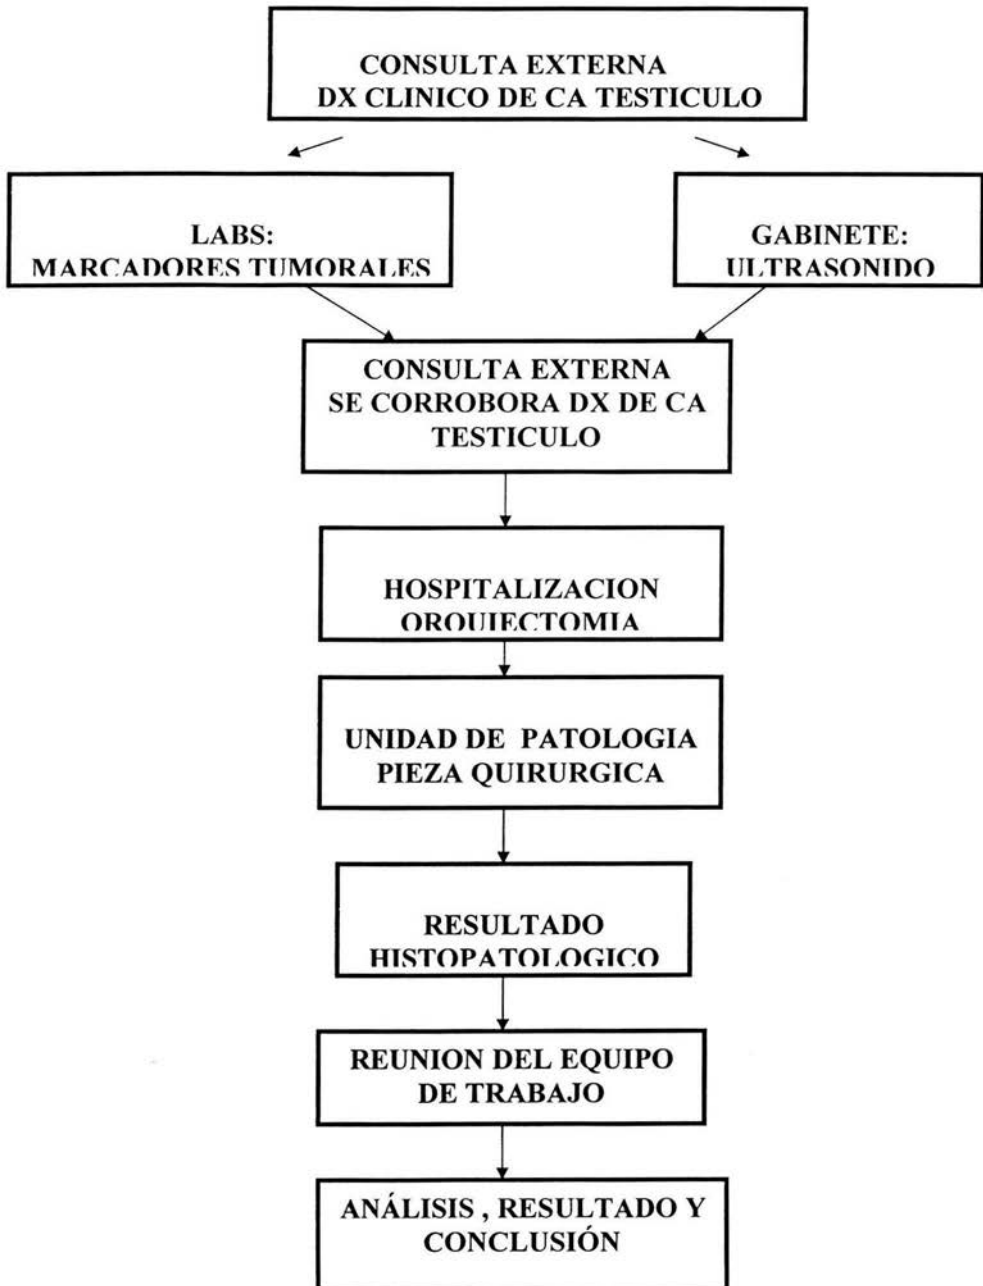 CONSULTA EXTERNA
DX CLINICO DE CA TESTICULO
LABS:
MARCADORES TUMORALES
GABINETE:
ULTRASONIDO
CONSULTA EXTERNA
SE CORROBORA DX DE CA
TESTICULO
HOSPITALIZACION
ORQUIECTOMIA
UNIDAD DE PATOLOGIA
PIEZA QUIRURGICA
RESULTADO
HISTOPATOLOGICO
REUNION DEL EQUIPO
DE TRABAJO
ANÁLISIS , RESULTADO Y
CONCLUSIÓN